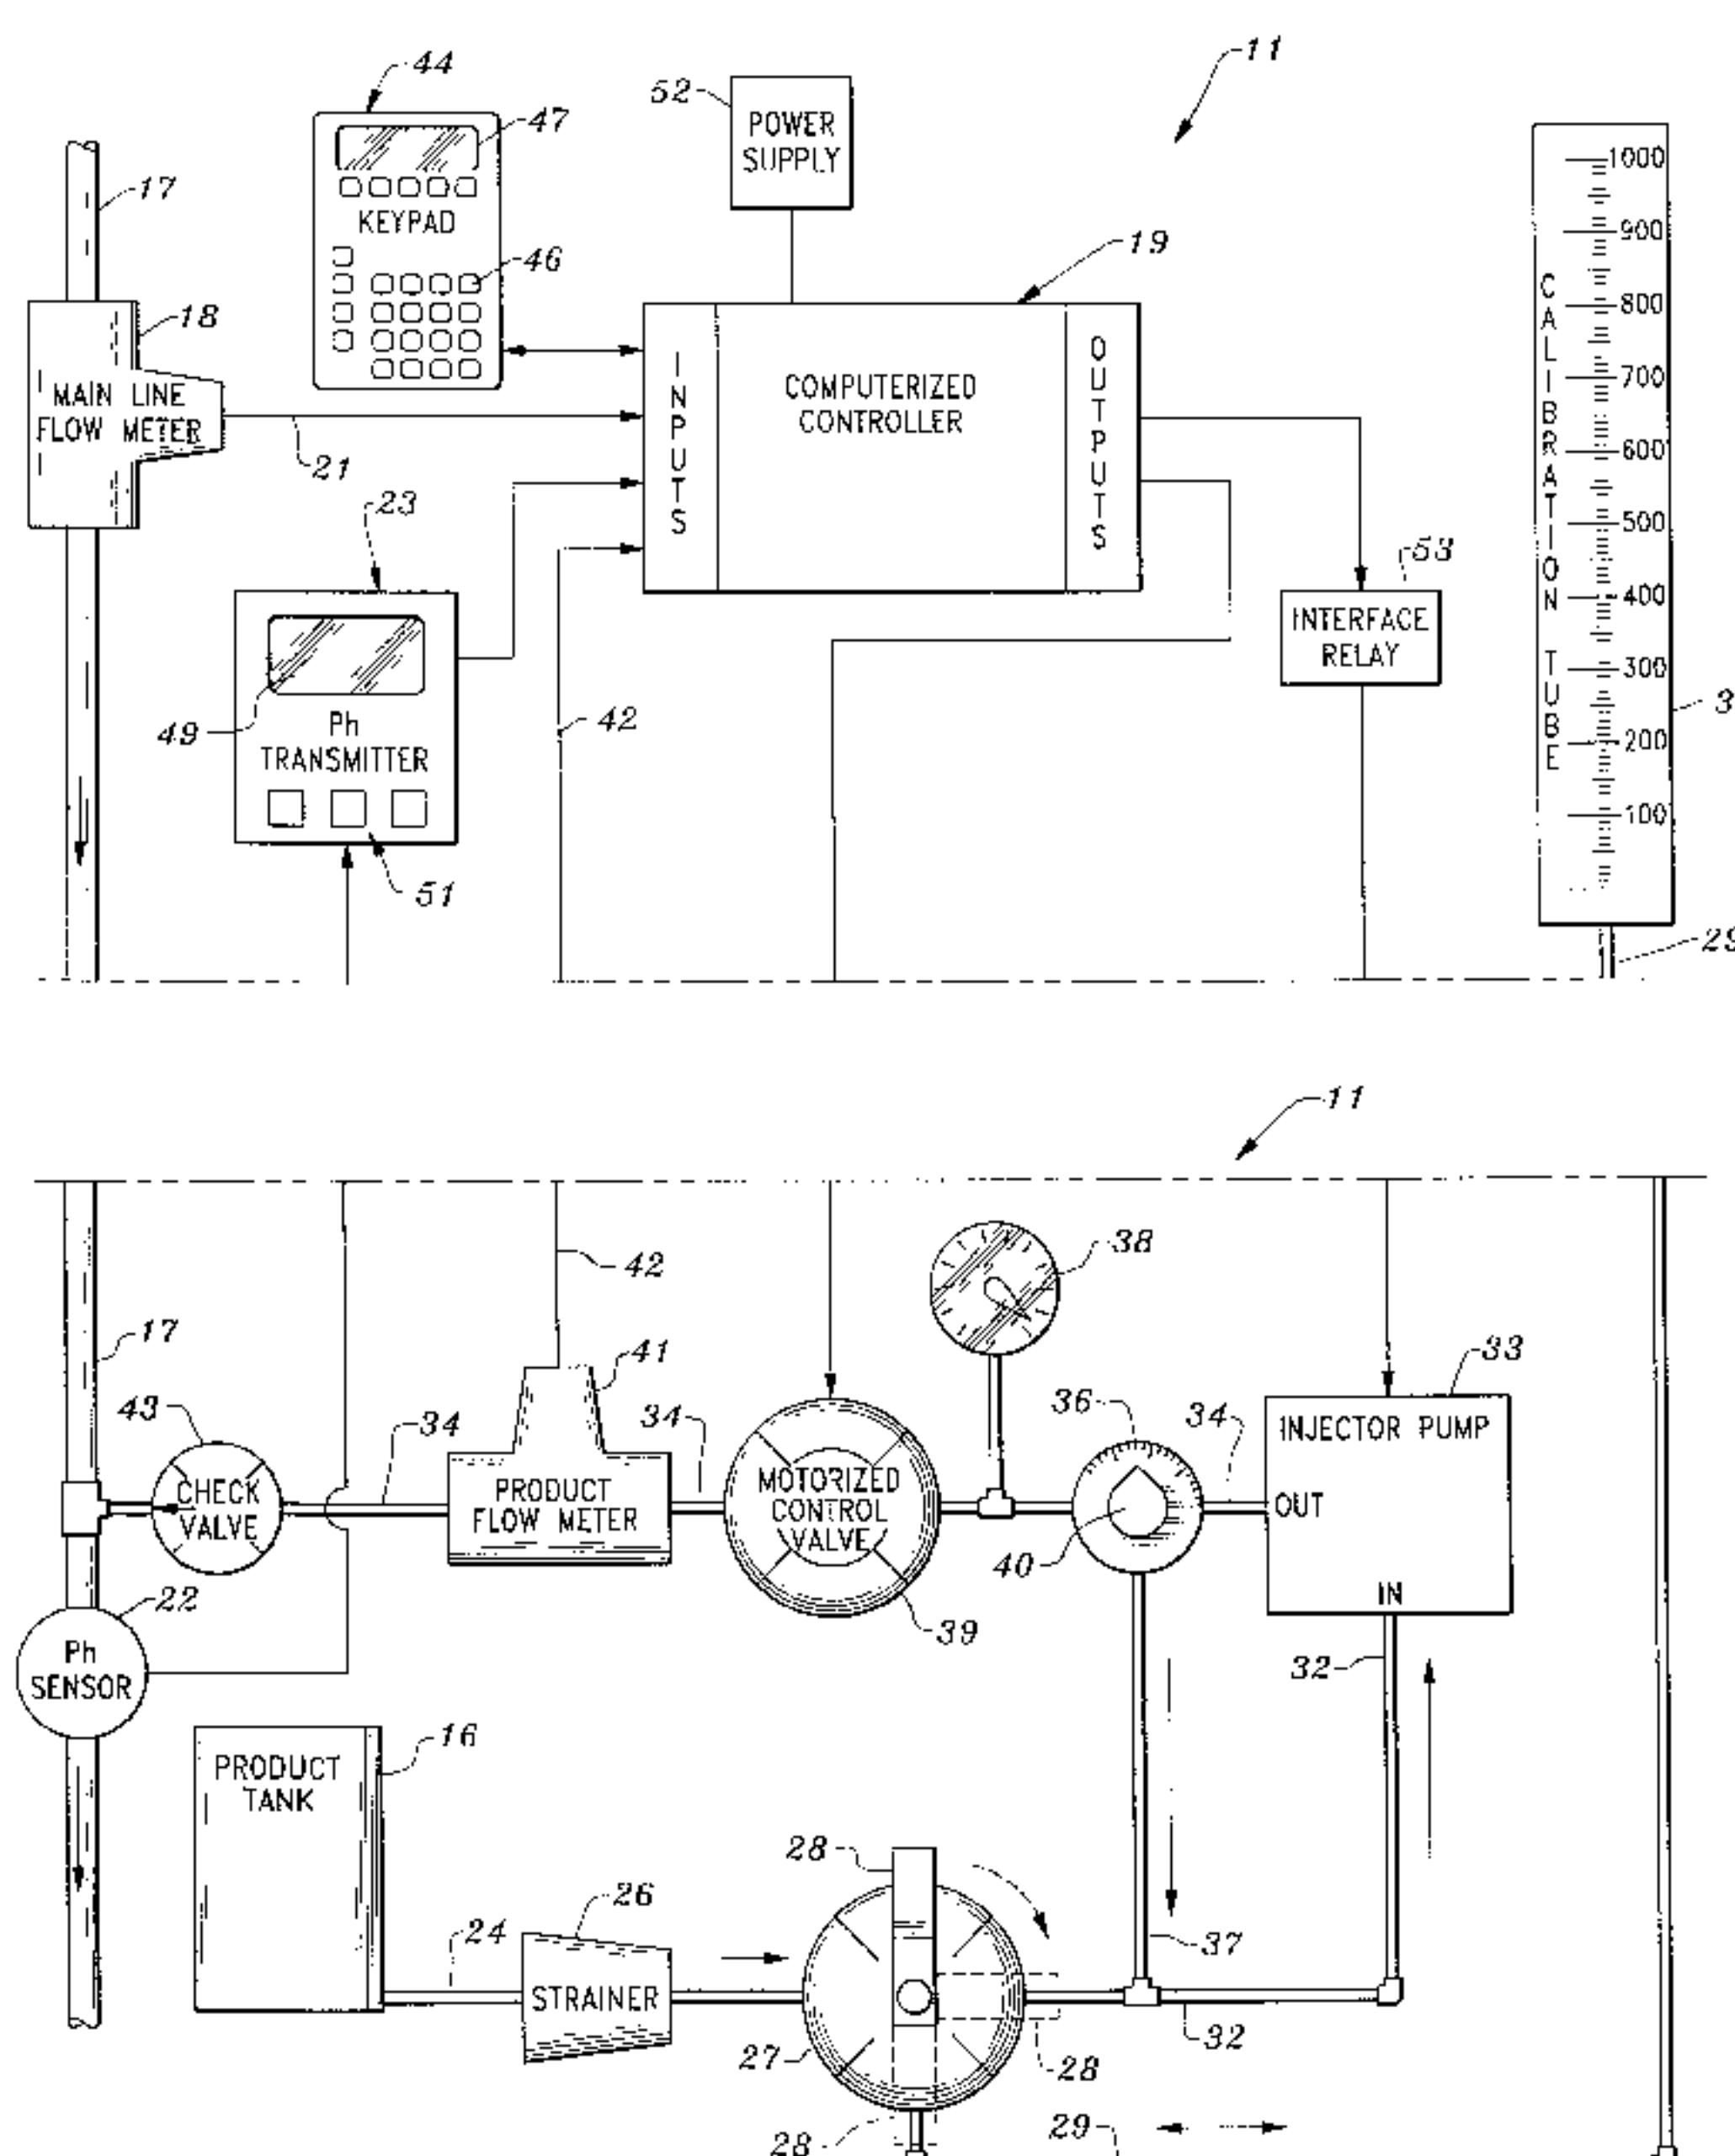 11
44
52
POWER
SUPPLY
47
17
1000
KEYPAD
900
46
19
18
CALIBRATION TUBE
800
INPUTS
OUTPUTS
700
MAIN LINE
FLOW METER
COMPUTERIZED
CONTROLLER
21
600
23
500
53
400
INTERFACE
RELAY
300
49
Ph
TRANSMITTER
42
3
200
100
51
29
11
42
38
17
41
33
43
34
34
36
34
INJECTOR PUMP
CHECK
VALVE
PRODUCT
FLOW METER
MOTORIZED
CONTROL
VALVE
OUT
40
IN
22
39
Ph
SENSOR
32
16
PRODUCT
TANK
28
26
24
37
STRAINER
32
27
28
28
29